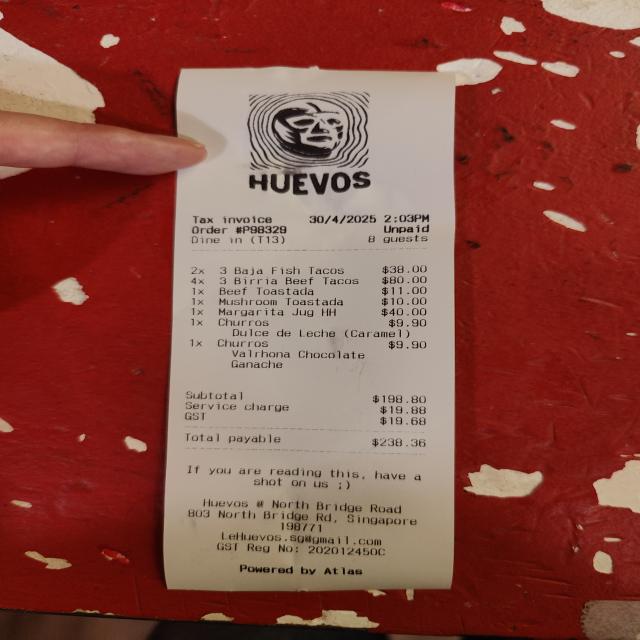 HUEVOS
Tax invoice 30/4/2025 2:03PM
Order #P98329 Unpaid
Dine in (T13) 8 guests
2x 3 Baja Fish Tacos $38.00
4x 3 Birria Beef Tacos $80.00
1x Beef Toastada $11.00
1x Mushroom Toastada $10.00
1x Margarita Jug HH $40.00
1x Churros $9.90
Dulce de Leche (Caramel)
1x Churros $9.90
Valrhona Chocolate
Ganache
Subtotal $198.80
Service charge $19.88
GST $19.68
Total payable $238.36
If you are reading this, have a
shot on us ;)
Huevos @ North Bridge Road
803 North Bridge Rd, Singapore
198771
LeHuevos.sg@gmail.com
GST Reg No: 202012450C
Powered by Atlas